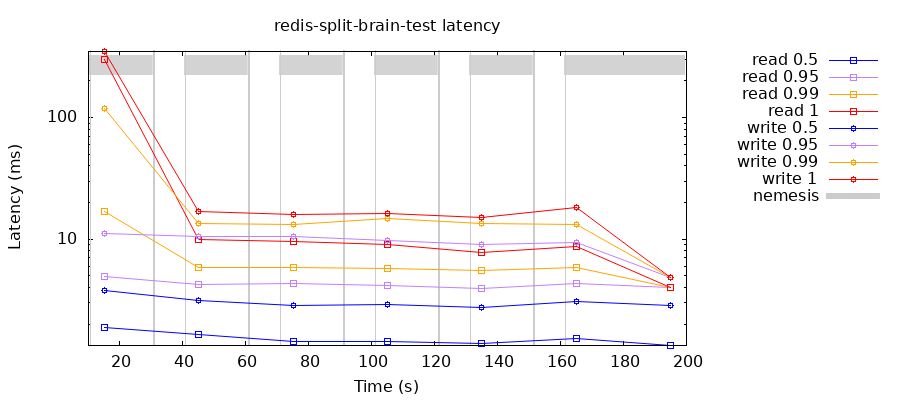 redis-split-brain-test latency
Latency (ms)
100
10
20 40 60 80 100 120 140 160 180 200
Time (s)
read 0.5
read 0.95
read 0.99
read 1
write 0.5
write 0.95
write 0.99
write 1
nemesis